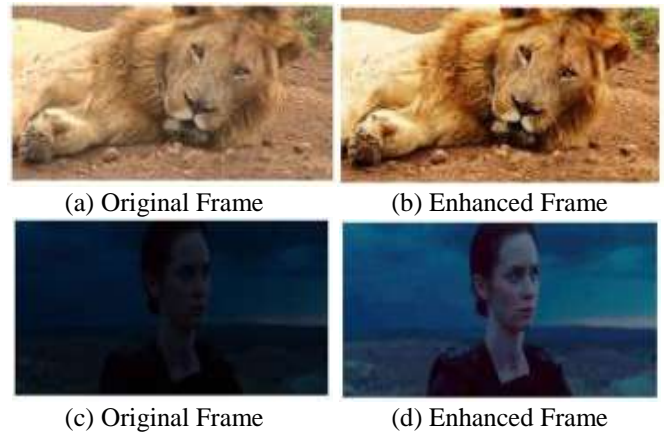 (a) Original Frame
(b) Enhanced Frame
(c) Original Frame
(d) Enhanced Frame